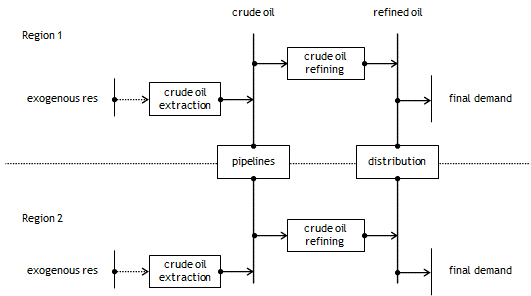 crude oil
refined oil
Region 1
crude oil
refining
exogenous res
crude oil
extraction
final demand
pipelines
distribution
Region 2
crude oil
refining
exogenous res
crude oil
extraction
final demand